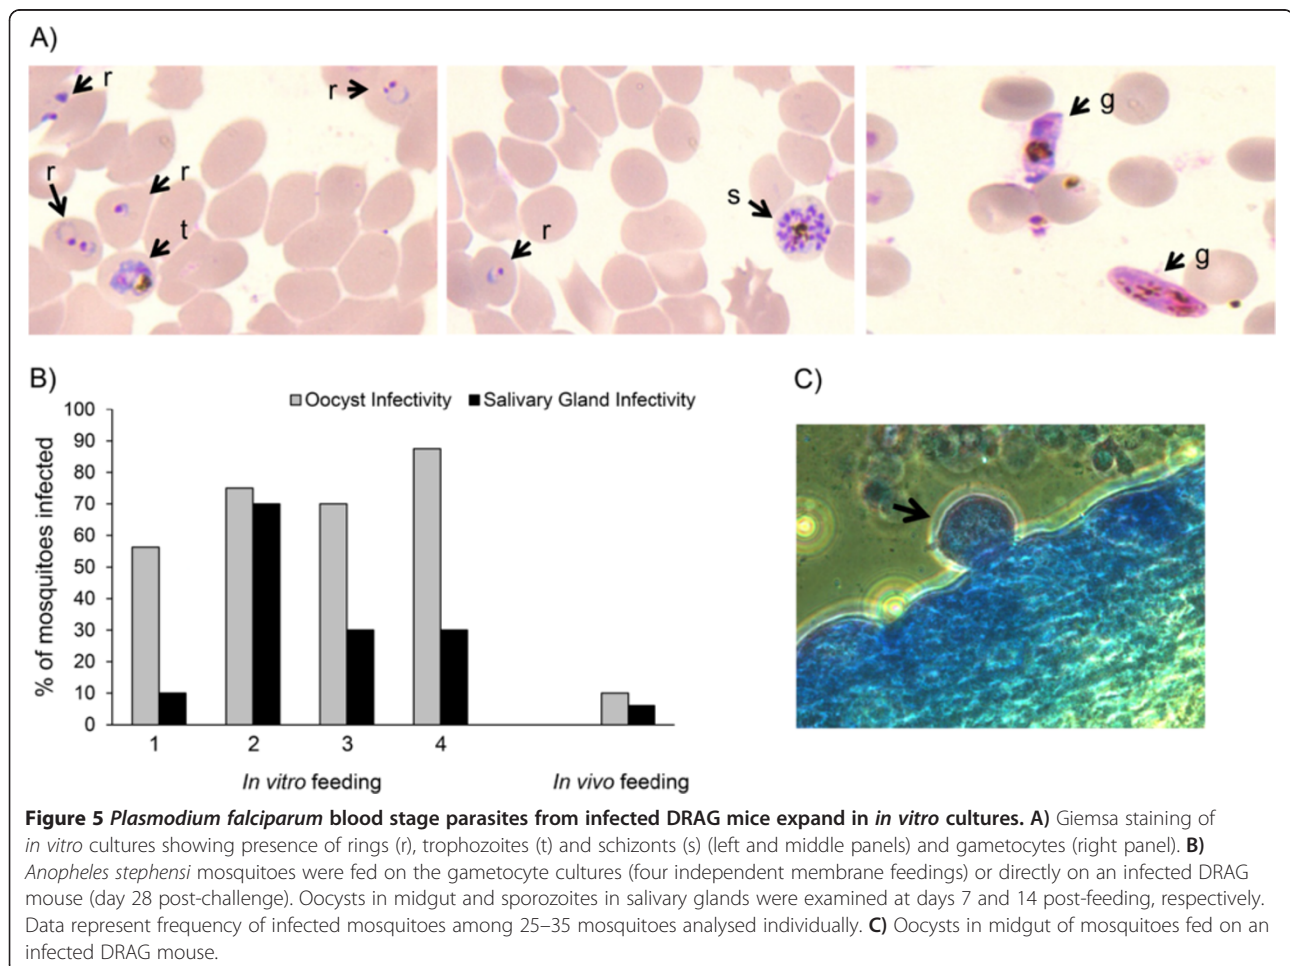 A)
r
r
r
r
t
r
s
g
g
B)
Oocyst Infectivity Salivary Gland Infectivity
% of mosquitoes infected
100
90
80
70
60
50
40
30
20
10
0
1 2 3 4
In vitro feeding In vivo feeding
C)
Figure 5 Plasmodium falciparum blood stage parasites from infected DRAG mice expand in in vitro cultures. A) Giemsa staining of
in vitro cultures showing presence of rings (r), trophozoites (t) and schizonts (s) (left and middle panels) and gametocytes (right panel). B)
Anopheles stephensi mosquitoes were fed on the gametocyte cultures (four independent membrane feedings) or directly on an infected DRAG
mouse (day 28 post-challenge). Oocysts in midgut and sporozoites in salivary glands were examined at days 7 and 14 post-feeding, respectively.
Data represent frequency of infected mosquitoes among 25–35 mosquitoes analysed individually. C) Oocysts in midgut of mosquitoes fed on an
infected DRAG mouse.